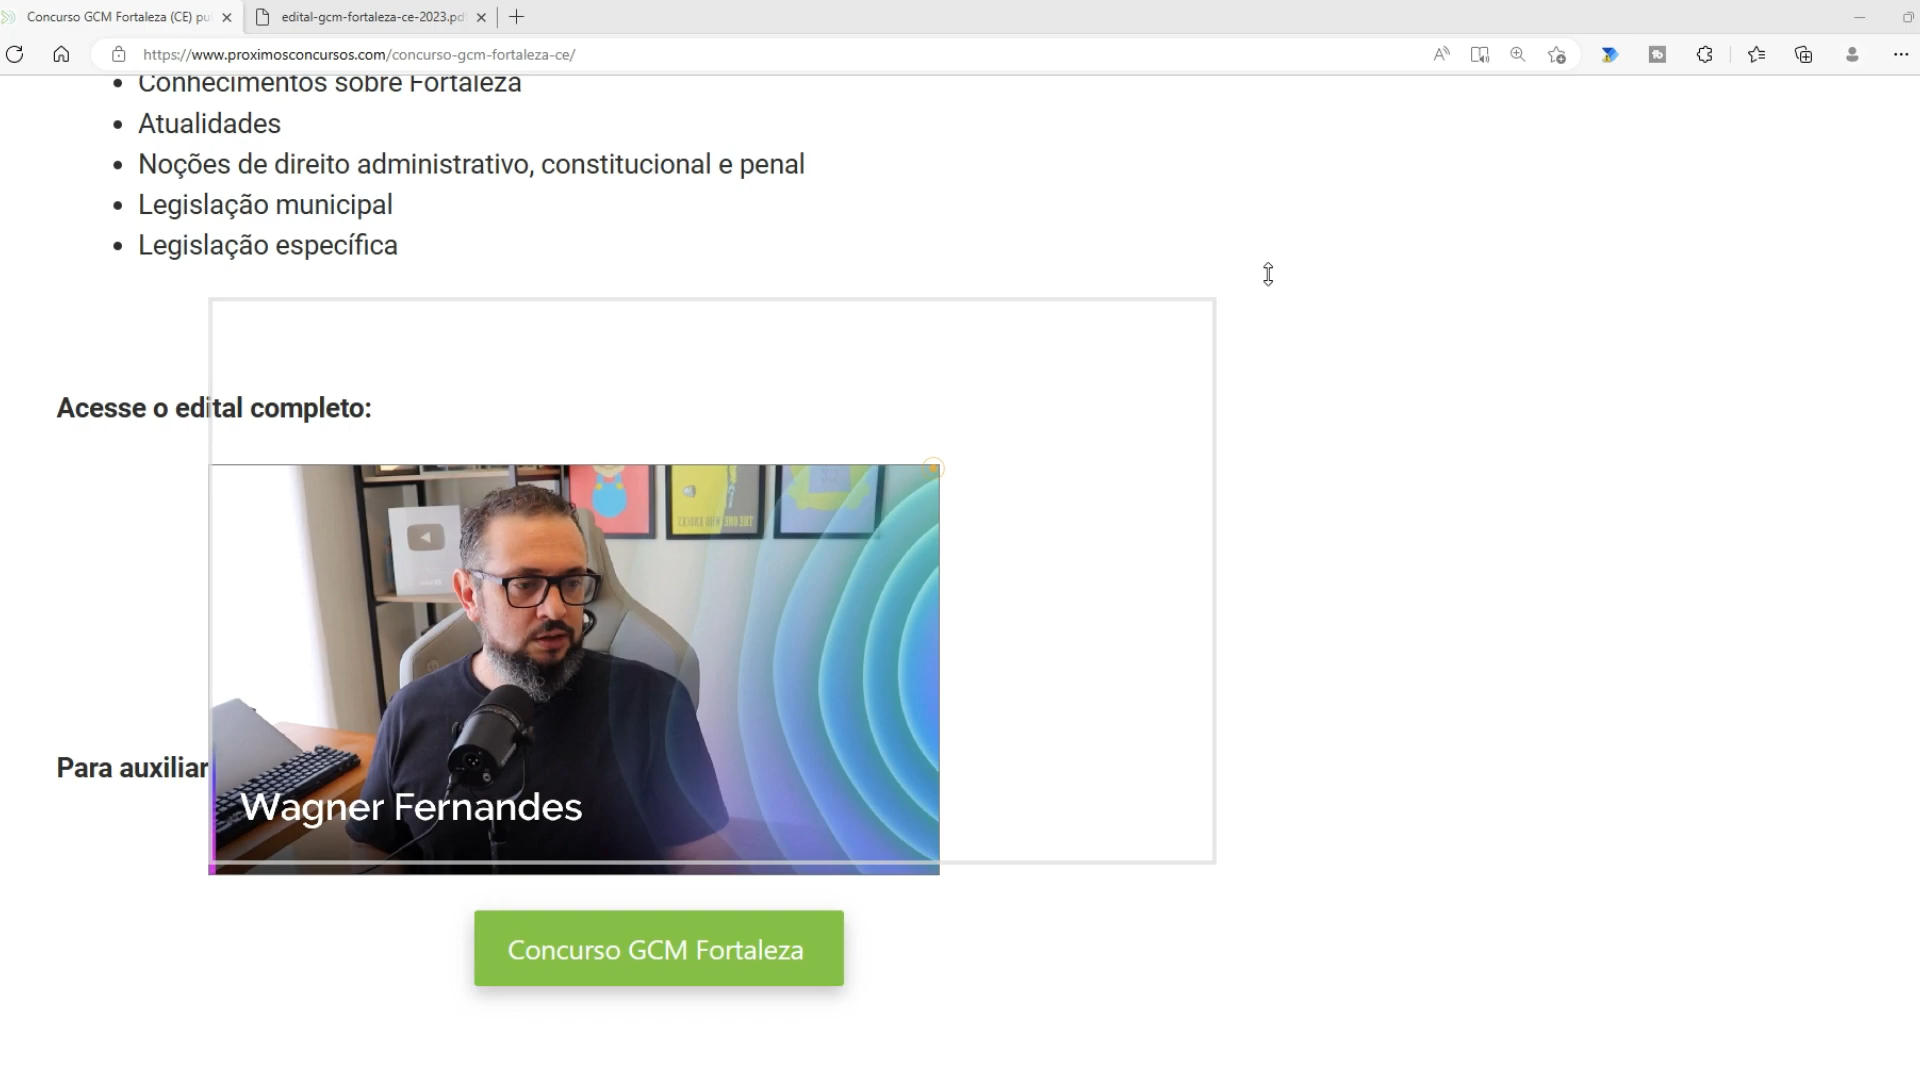 Concurso GCM Fortaleza (CE) pu
edital-gcm-fortaleza-ce-2023.pd
https://www.proximosconcursos.com/concurso-gcm-fortaleza-ce/
Conhecimentos sobre Fortaleza
Atualidades
Noções de direito administrativo, constitucional e penal
Legislação municipal
Legislação específica
Acesse o edital completo:
Para auxiliar
Wagner Fernandes
Concurso GCM Fortaleza